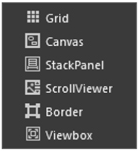 Grid
Canvas
StackPanel
ScrollViewer
Border
Viewbox